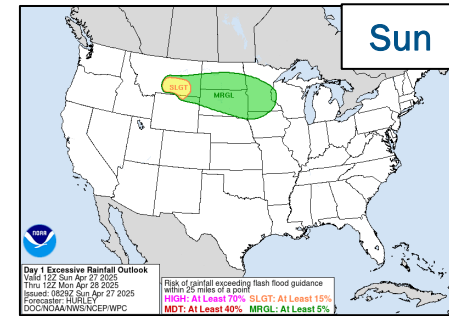 Sun
SLGT
MRGL
NOAA
Day 1 Excessive Rainfall Outlook
Valid 12Z Sun Apr 27 2025
Thru 12Z Mon Apr 28 2025
Issued: 0829Z Sun Apr 27 2025
Forecaster: HURLEY
DOC/NOAA/NWS/NCEP/WPC
Risk of rainfall exceeding flash flood guidance
within 25 miles of a point
HIGH: At Least 70% SLGT: At Least 15%
MDT: At Least 40% MRGL: At Least 5%